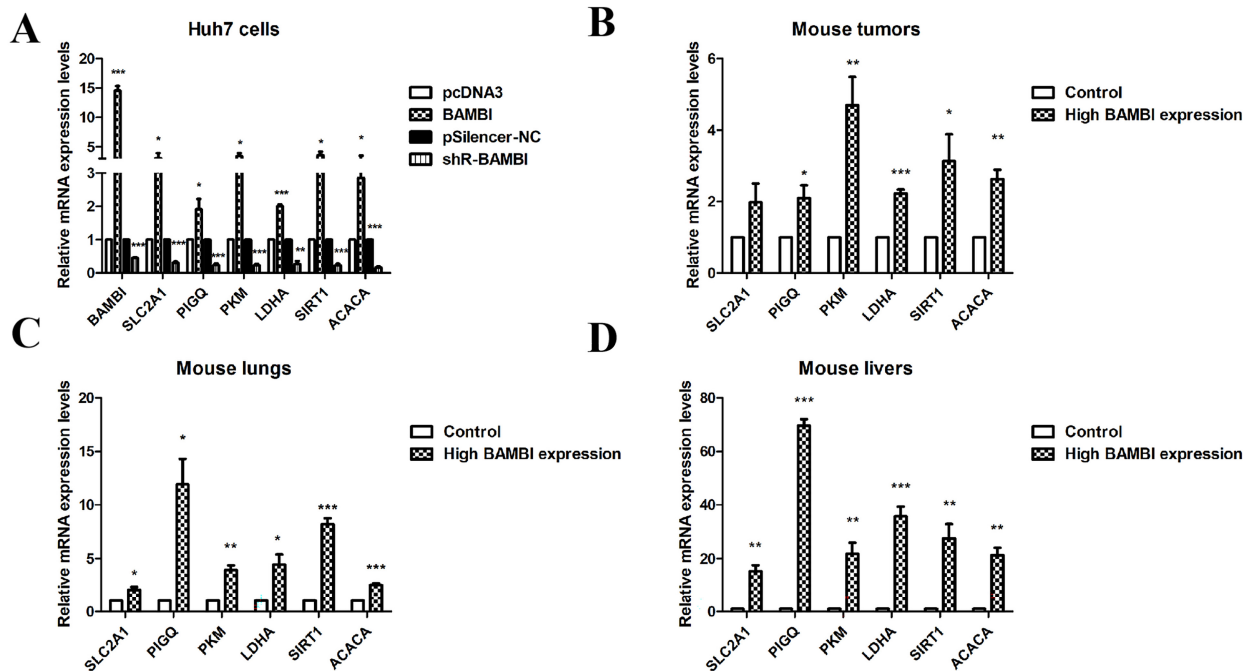 A
Huh7 cells
Relative mRNA expression levels
20
15
10
5
3
2
1
0
***
*
*
*
***
*
*
***
***
***
***
**
***
***
BAMBI
SLC2A1
PIGQ
PKM
LDHA
SIRT1
ACACA
pcDNA3
BAMBI
pSilencer-NC
shR-BAMBI
B
Mouse tumors
Relative mRNA expression levels
6
4
2
0
*
**
***
*
**
SLC2A1
PIGQ
PKM
LDHA
SIRT1
ACACA
Control
High BAMBI expression
C
Mouse lungs
Relative mRNA expression levels
20
15
10
5
0
*
*
**
*
***
***
SLC2A1
PIGQ
PKM
LDHA
SIRT1
ACACA
Control
High BAMBI expression
D
Mouse livers
Relative mRNA expression levels
80
60
40
20
0
**
***
**
***
**
**
SLC2A1
PIGQ
PKM
LDHA
SIRT1
ACACA
Control
High BAMBI expression